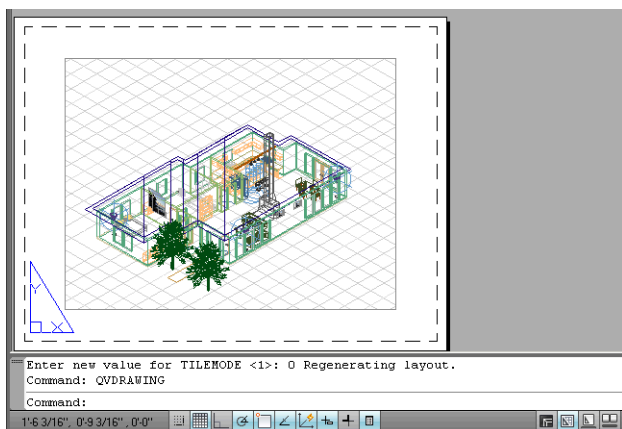 Y
X
Enter new value for TILEMODE <1>: 0 Regenerating layout.
Command: QVDRAWING
Command:
1'-6 3/16", 0'-9 3/16" , 0'-0"